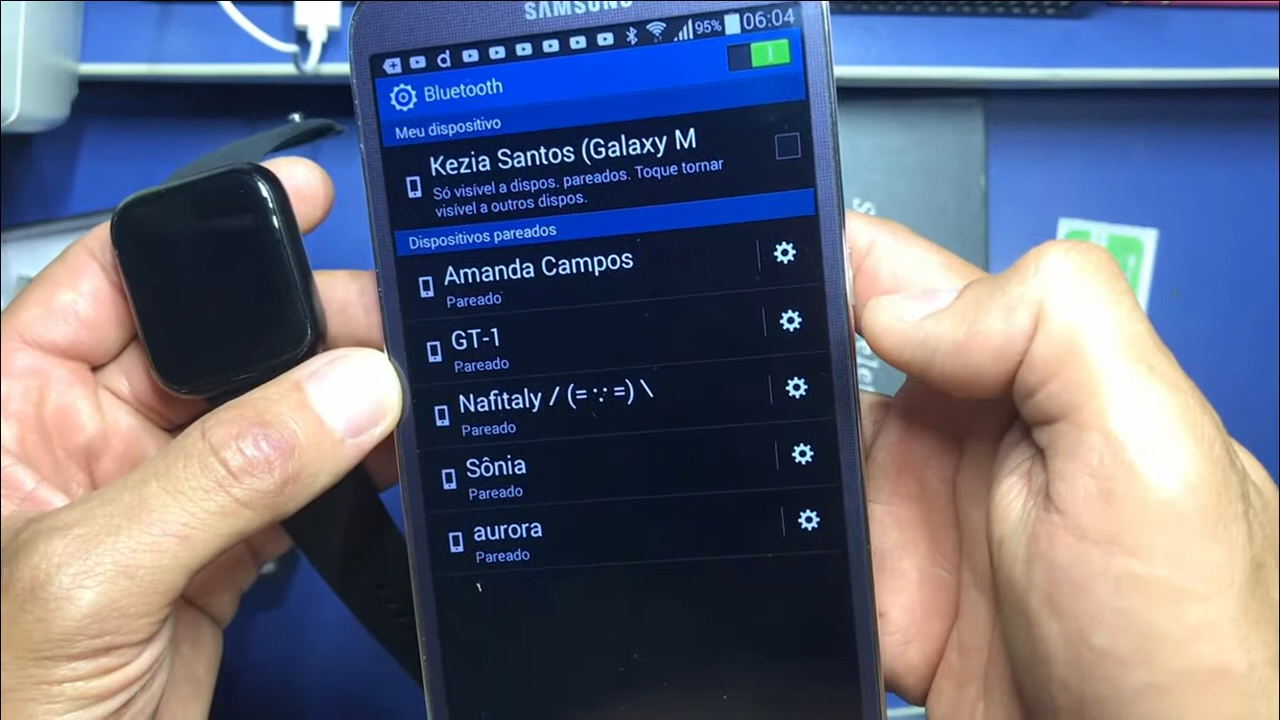 SAMSUNG
95% 06:04
Bluetooth
Meu dispositivo
Kezia Santos (Galaxy M
Só visível a dispos. pareados. Toque tornar
visível a outros dispos.
Dispositivos pareados
Amanda Campos
Pareado
GT-1
Pareado
Nafitaly / (= ∵ =) \
Pareado
Sônia
Pareado
aurora
Pareado